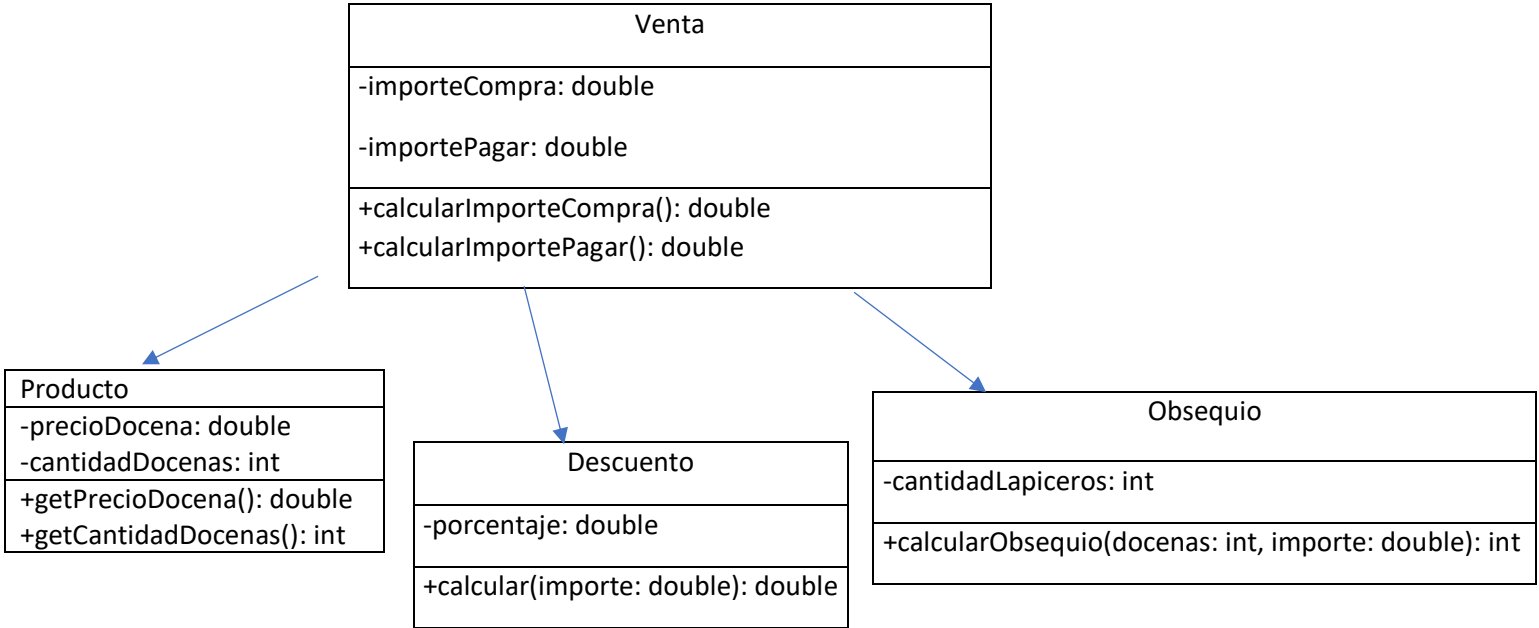 Venta
-importeCompra: double
-importePagar: double
+calcularImporteCompra(): double
+calcularImportePagar(): double
Producto
-precioDocena: double
-cantidadDocenas: int
+getPrecioDocena(): double
+getCantidadDocenas(): int
Descuento
-porcentaje: double
+calcular(importe: double): double
Obsequio
-cantidadLapiceros: int
+calcularObsequio(docenas: int, importe: double): int